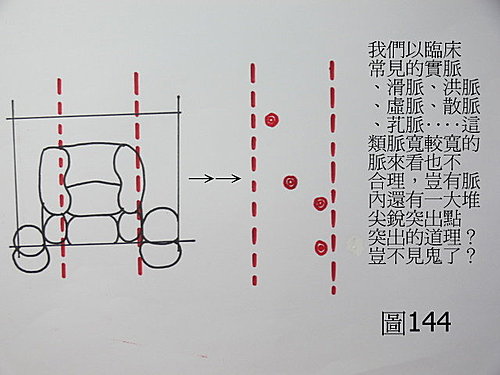 我們以臨床
常見的實脈
、滑脈、洪脈
、虛脈、散脈
、芤脈‥‥這
類脈寬較寬的
脈來看也不
合理，豈有脈
內還有一大堆
尖銳突出點
突出的道理？
豈不見鬼了？
圖144